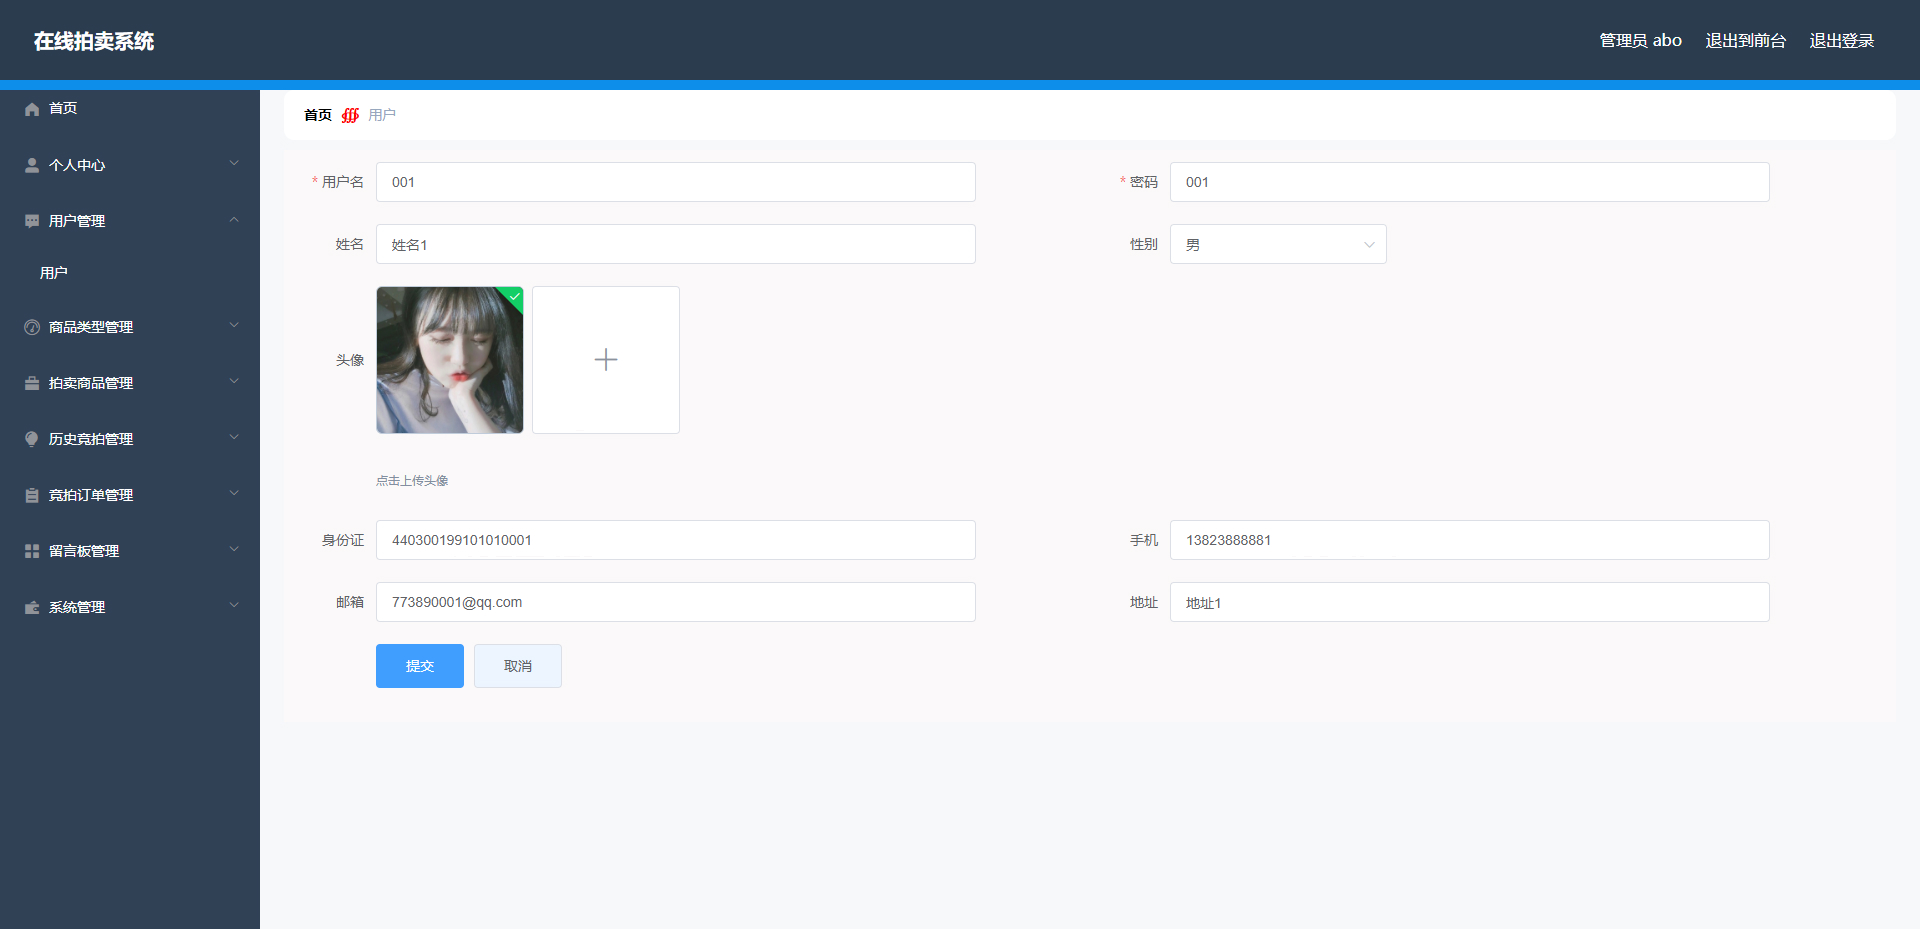 在线拍卖系统
管理员 abo 退出到前台 退出登录
首页
个人中心
用户管理
用户
商品类型管理
拍卖商品管理
历史竞拍管理
竞拍订单管理
留言板管理
系统管理
首页 ∰ 用户
* 用户名 001
* 密码 001
姓名 姓名1
性别 男
头像
点击上传头像
身份证 440300199101010001
手机 13823888881
邮箱 773890001@qq.com
地址 地址1
提交 取消